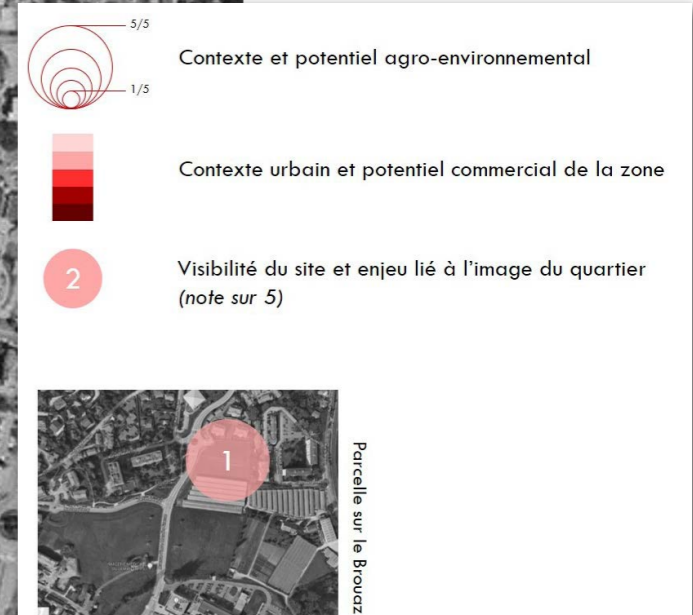 5/5
1/5
Contexte et potentiel agro-environnemental
Contexte urbain et potentiel commercial de la zone
2
Visibilité du site et enjeu lié à l'image du quartier
(note sur 5)
1
Parcelle sur le Brouaz